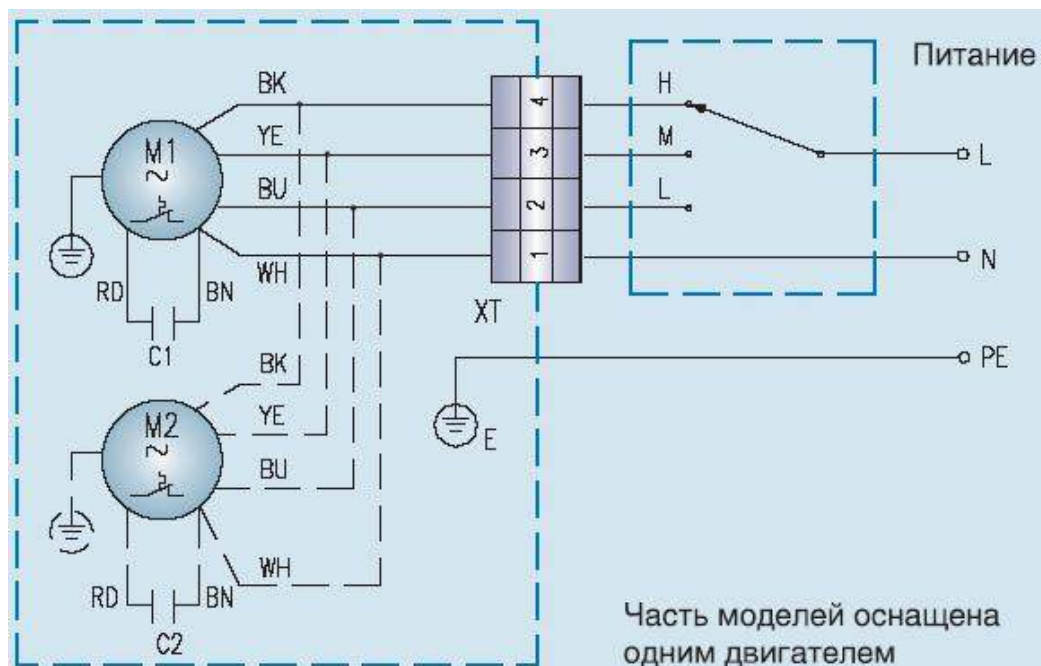 Питание
BK
H
4
YE
M1
M
3
L
BU
L
2
WH
1
N
RD
BN
XT
C1
PE
BK
M2
YE
E
BU
WH
RD
BN
C2
Часть моделей оснащена
одним двигателем